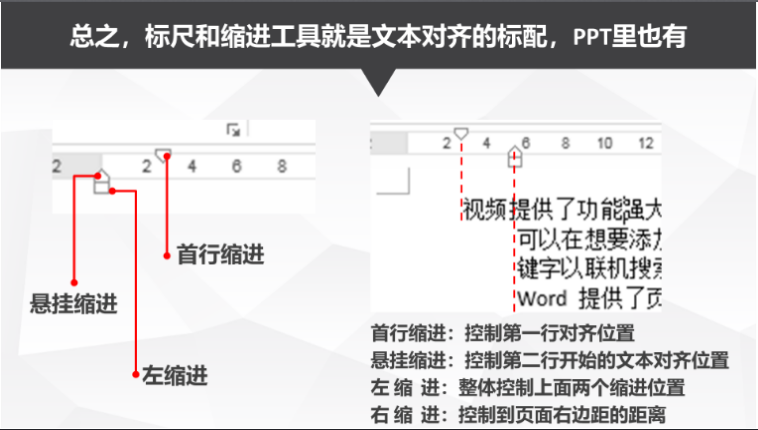 总之，标尺和缩进工具就是文本对齐的标配，PPT里也有
2 2 4 6 8
首行缩进
悬挂缩进
左缩进
2 4 6 8 10 12
视频提供了功能强大
可以在想要添加
键字以联机搜索
Word 提供了页
首行缩进：控制第一行对齐位置
悬挂缩进：控制第二行开始的文本对齐位置
左 缩 进：整体控制上面两个缩进位置
右 缩 进：控制到页面右边距的距离